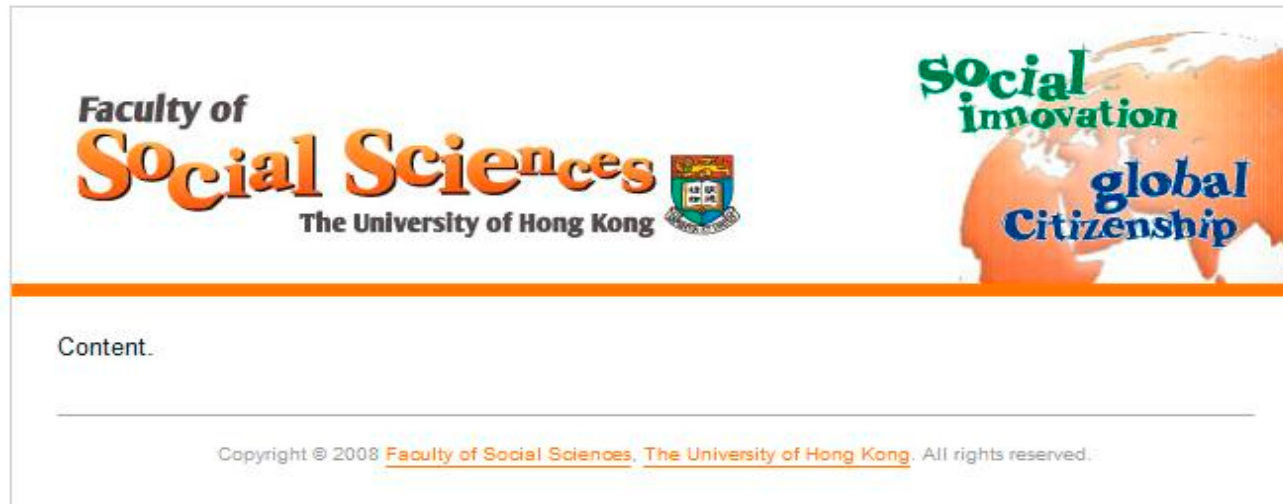 Faculty of
Social Sciences
The University of Hong Kong
Social
innovation
global
Citizenship
Content.
Copyright © 2008 Faculty of Social Sciences, The University of Hong Kong. All rights reserved.